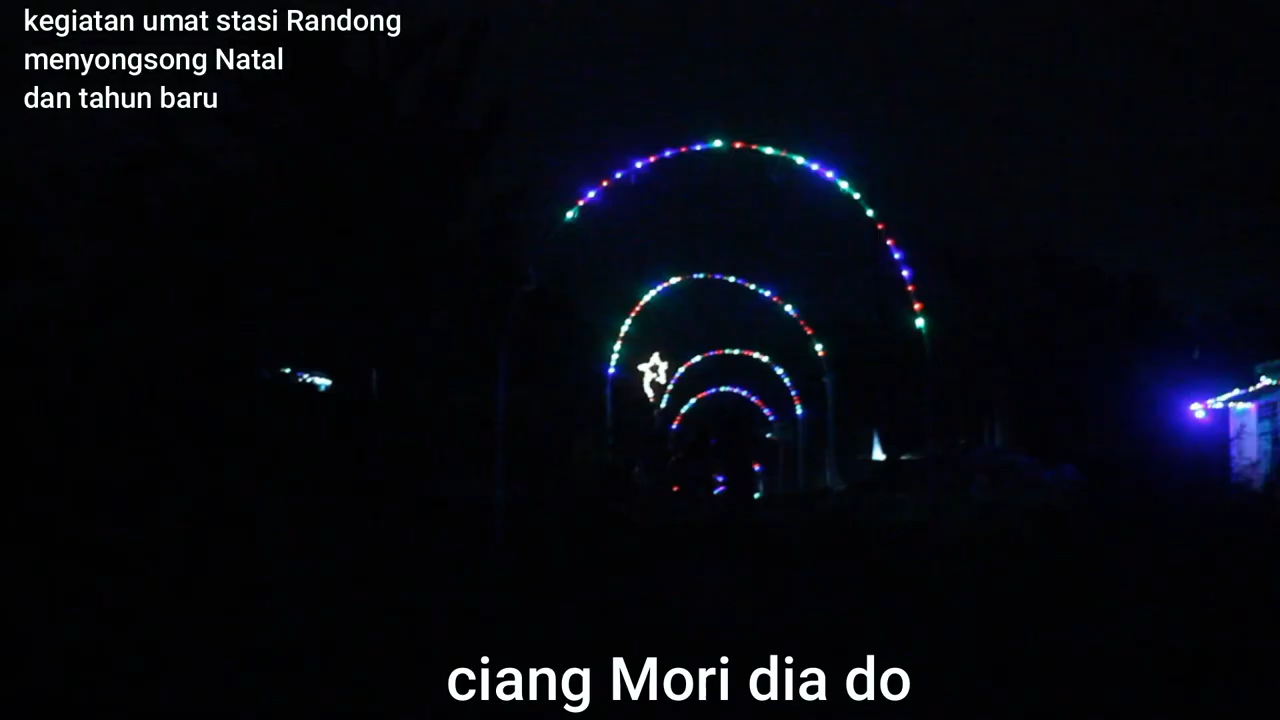 kegiatan umat stasi Randong
menyongsong Natal
dan tahun baru
ciang Mori dia do